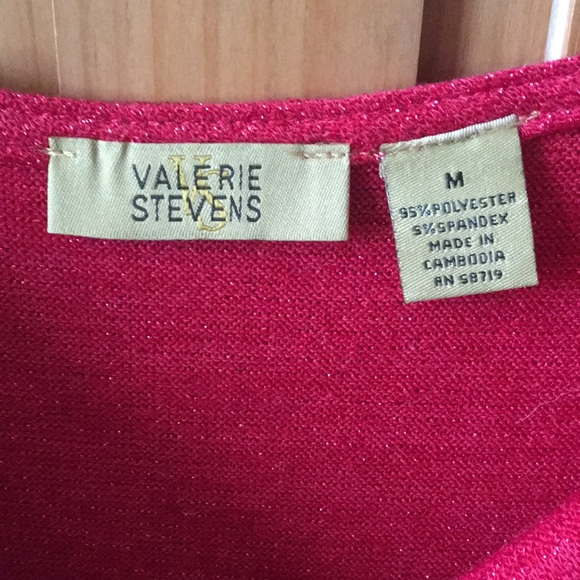 VALERIE
STEVENS
M
95%POLYESTER
5%SPANDEX
MADE IN
CAMBODIA
RN 58719